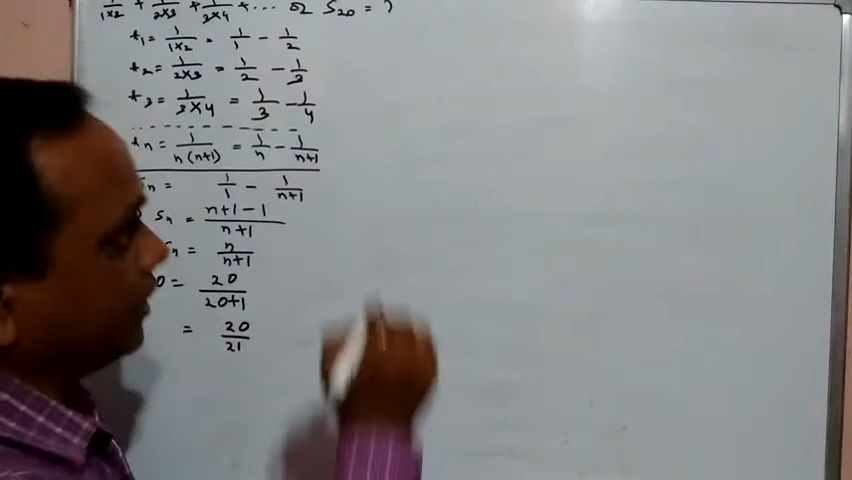 1/1×2 + 1/2×3 + 1/3×4 + ... S20 = ?
t1 = 1/1×2 = 1/1 - 1/2
t2 = 1/2×3 = 1/2 - 1/3
t3 = 1/3×4 = 1/3 - 1/4
tn = 1/n(n+1) = 1/n - 1/n+1
n = 1/1 - 1/n+1
Sn = n+1-1/n+1
n = n/n+1
0 = 20/20+1
= 20/21